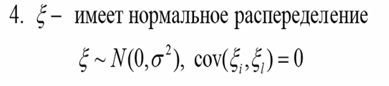 4. ξ – имеет нормальное распеределение
ξ ~ N(0,σ²), cov(ξᵢ,ξₗ)=0